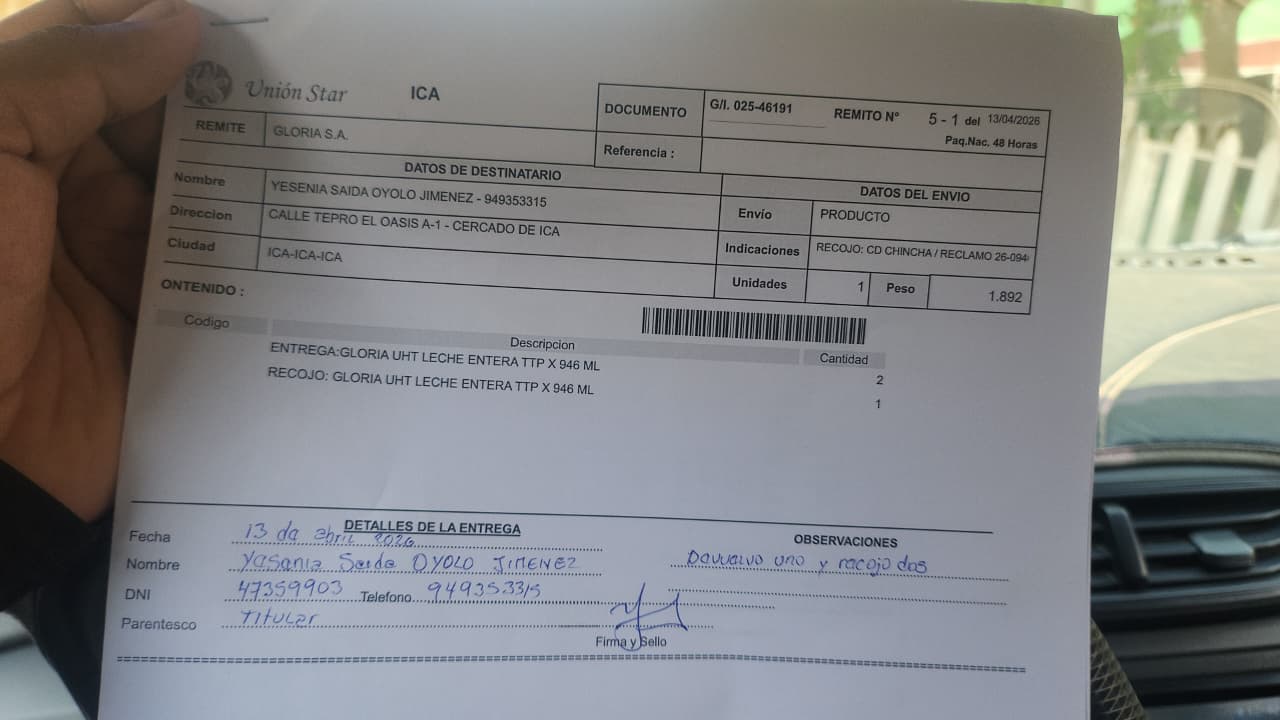 Unión Star ICA
DOCUMENTO G/I. 025-46191 REMITO N° 5 - 1 del 13/04/2026
Paq.Nac. 48 Horas
REMITE GLORIA S.A.
Referencia :
DATOS DE DESTINATARIO
DATOS DEL ENVIO
Nombre YESENIA SAIDA OYOLO JIMENEZ - 949353315
Envío PRODUCTO
Direccion CALLE TEPRO EL OASIS A-1 - CERCADO DE ICA
Indicaciones RECOJO: CD CHINCHA / RECLAMO 26-094
Ciudad ICA-ICA-ICA
Unidades 1 Peso 1.892
ONTENIDO :
Codigo Descripcion Cantidad
ENTREGA:GLORIA UHT LECHE ENTERA TTP X 946 ML 2
RECOJO: GLORIA UHT LECHE ENTERA TTP X 946 ML 1
DETALLES DE LA ENTREGA
OBSERVACIONES
Fecha 13 de abril 2026
Nombre Yesenia Saida OYOLO JIMENEZ
Devuelvo uno y recojo dos
DNI 47359903 Telefono 949353315
Parentesco Titular
Firma y Sello